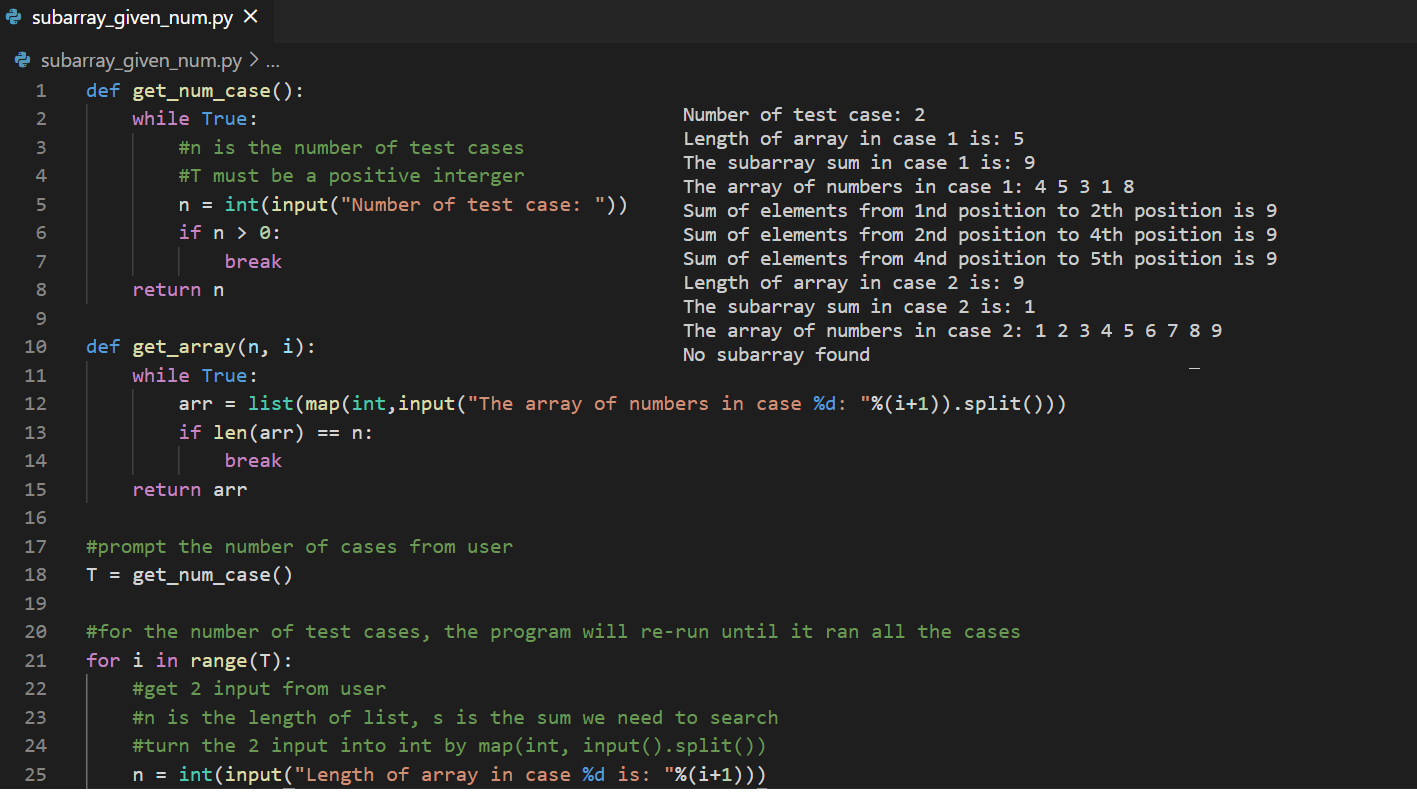 subarray_given_num.py ×
subarray_given_num.py > ...
1 def get_num_case():
2 while True:
3 #n is the number of test cases
4 #T must be a positive interger
5 n = int(input("Number of test case: "))
6 if n > 0:
7 break
8 return n
9
10 def get_array(n, i):
11 while True:
12 arr = list(map(int,input("The array of numbers in case %d: "%(i+1)).split()))
13 if len(arr) == n:
14 break
15 return arr
16
17 #prompt the number of cases from user
18 T = get_num_case()
19
20 #for the number of test cases, the program will re-run until it ran all the cases
21 for i in range(T):
22 #get 2 input from user
23 #n is the length of list, s is the sum we need to search
24 #turn the 2 input into int by map(int, input().split())
25 n = int(input("Length of array in case %d is: "%(i+1)))
Number of test case: 2
Length of array in case 1 is: 5
The subarray sum in case 1 is: 9
The array of numbers in case 1: 4 5 3 1 8
Sum of elements from 1nd position to 2th position is 9
Sum of elements from 2nd position to 4th position is 9
Sum of elements from 4nd position to 5th position is 9
Length of array in case 2 is: 9
The subarray sum in case 2 is: 1
The array of numbers in case 2: 1 2 3 4 5 6 7 8 9
No subarray found